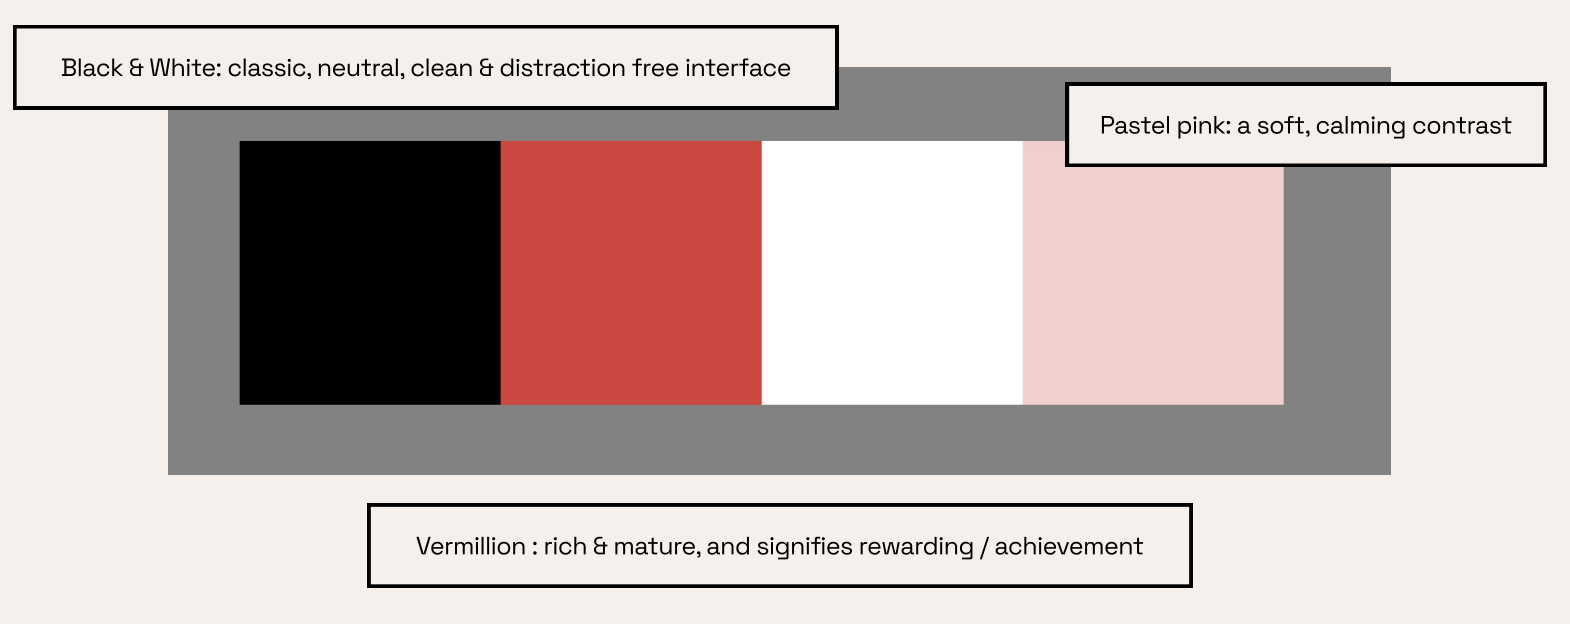 Black & White: classic, neutral, clean & distraction free interface
Pastel pink: a soft, calming contrast
Vermillion : rich & mature, and signifies rewarding / achievement